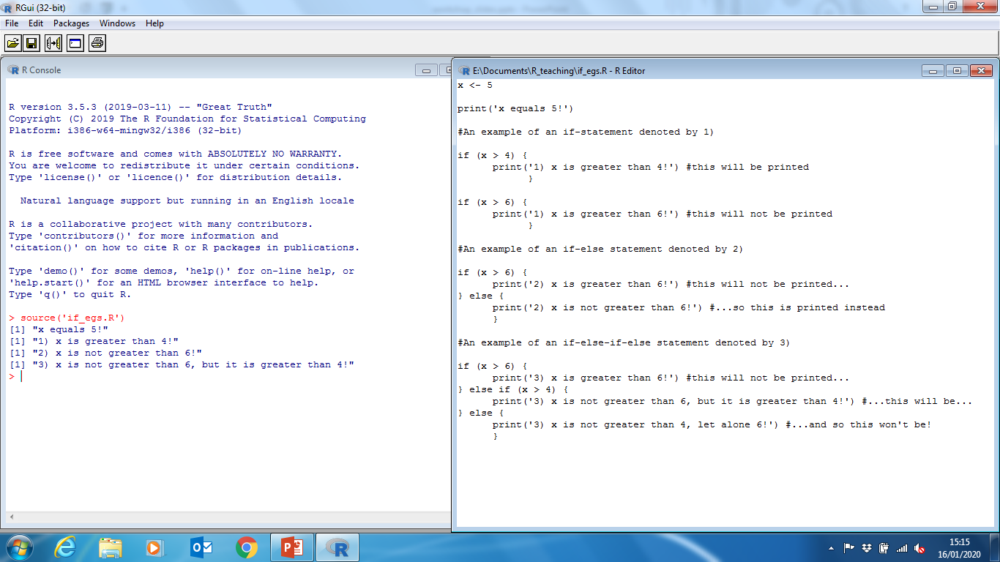 RGui (32-bit)
File Edit Packages Windows Help
R Console
R version 3.5.3 (2019-03-11) -- "Great Truth"
Copyright (C) 2019 The R Foundation for Statistical Computing
Platform: i386-w64-mingw32/i386 (32-bit)
R is free software and comes with ABSOLUTELY NO WARRANTY.
You are welcome to redistribute it under certain conditions.
Type 'license()' or 'licence()' for distribution details.
Natural language support but running in an English locale
R is a collaborative project with many contributors.
Type 'contributors()' for more information and
'citation()' on how to cite R or R packages in publications.
Type 'demo()' for some demos, 'help()' for on-line help, or
'help.start()' for an HTML browser interface to help.
Type 'q()' to quit R.
> source('if_egs.R')
[1] "x equals 5!"
[1] "1) x is greater than 4!"
[1] "2) x is not greater than 6!"
[1] "3) x is not greater than 6, but it is greater than 4!"
>
E:\Documents\R_teaching\if_egs.R - R Editor
x <- 5
print('x equals 5!')
#An example of an if-statement denoted by 1)
if (x > 4) {
print('1) x is greater than 4!') #this will be printed
}
if (x > 6) {
print('1) x is greater than 6!') #this will not be printed
}
#An example of an if-else statement denoted by 2)
if (x > 6) {
print('2) x is greater than 6!') #this will not be printed...
} else {
print('2) x is not greater than 6!') #...so this is printed instead
}
#An example of an if-else-if-else statement denoted by 3)
if (x > 6) {
print('3) x is greater than 6!') #this will not be printed...
} else if (x > 4) {
print('3) x is not greater than 6, but it is greater than 4!') #...this will be...
} else {
print('3) x is not greater than 4, let alone 6!') #...and so this won't be!
}
15:15
16/01/2020